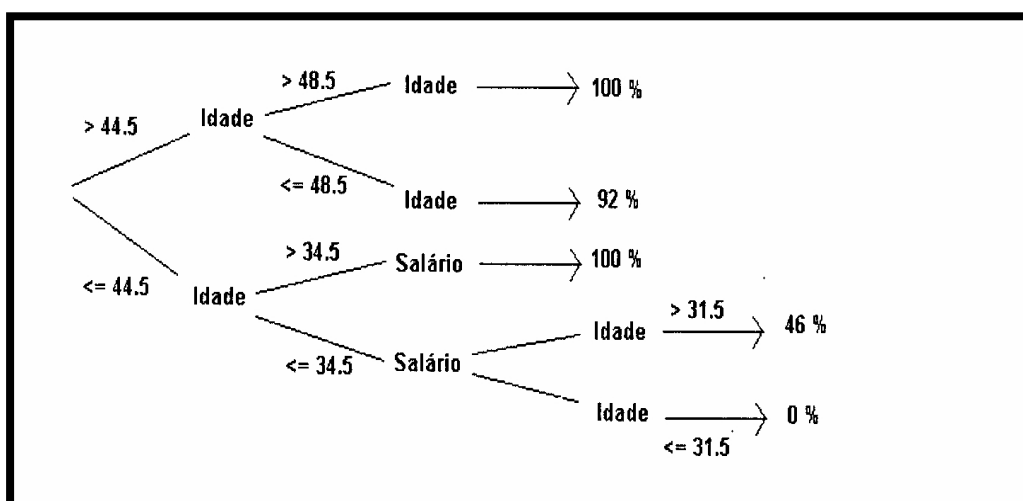 > 48.5
Idade
100 %
> 44.5
Idade
<= 48.5
Idade
92 %
> 34.5
Salário
100 %
<= 44.5
Idade
<= 34.5
Salário
Idade
> 31.5
46 %
Idade
0 %
<= 31.5